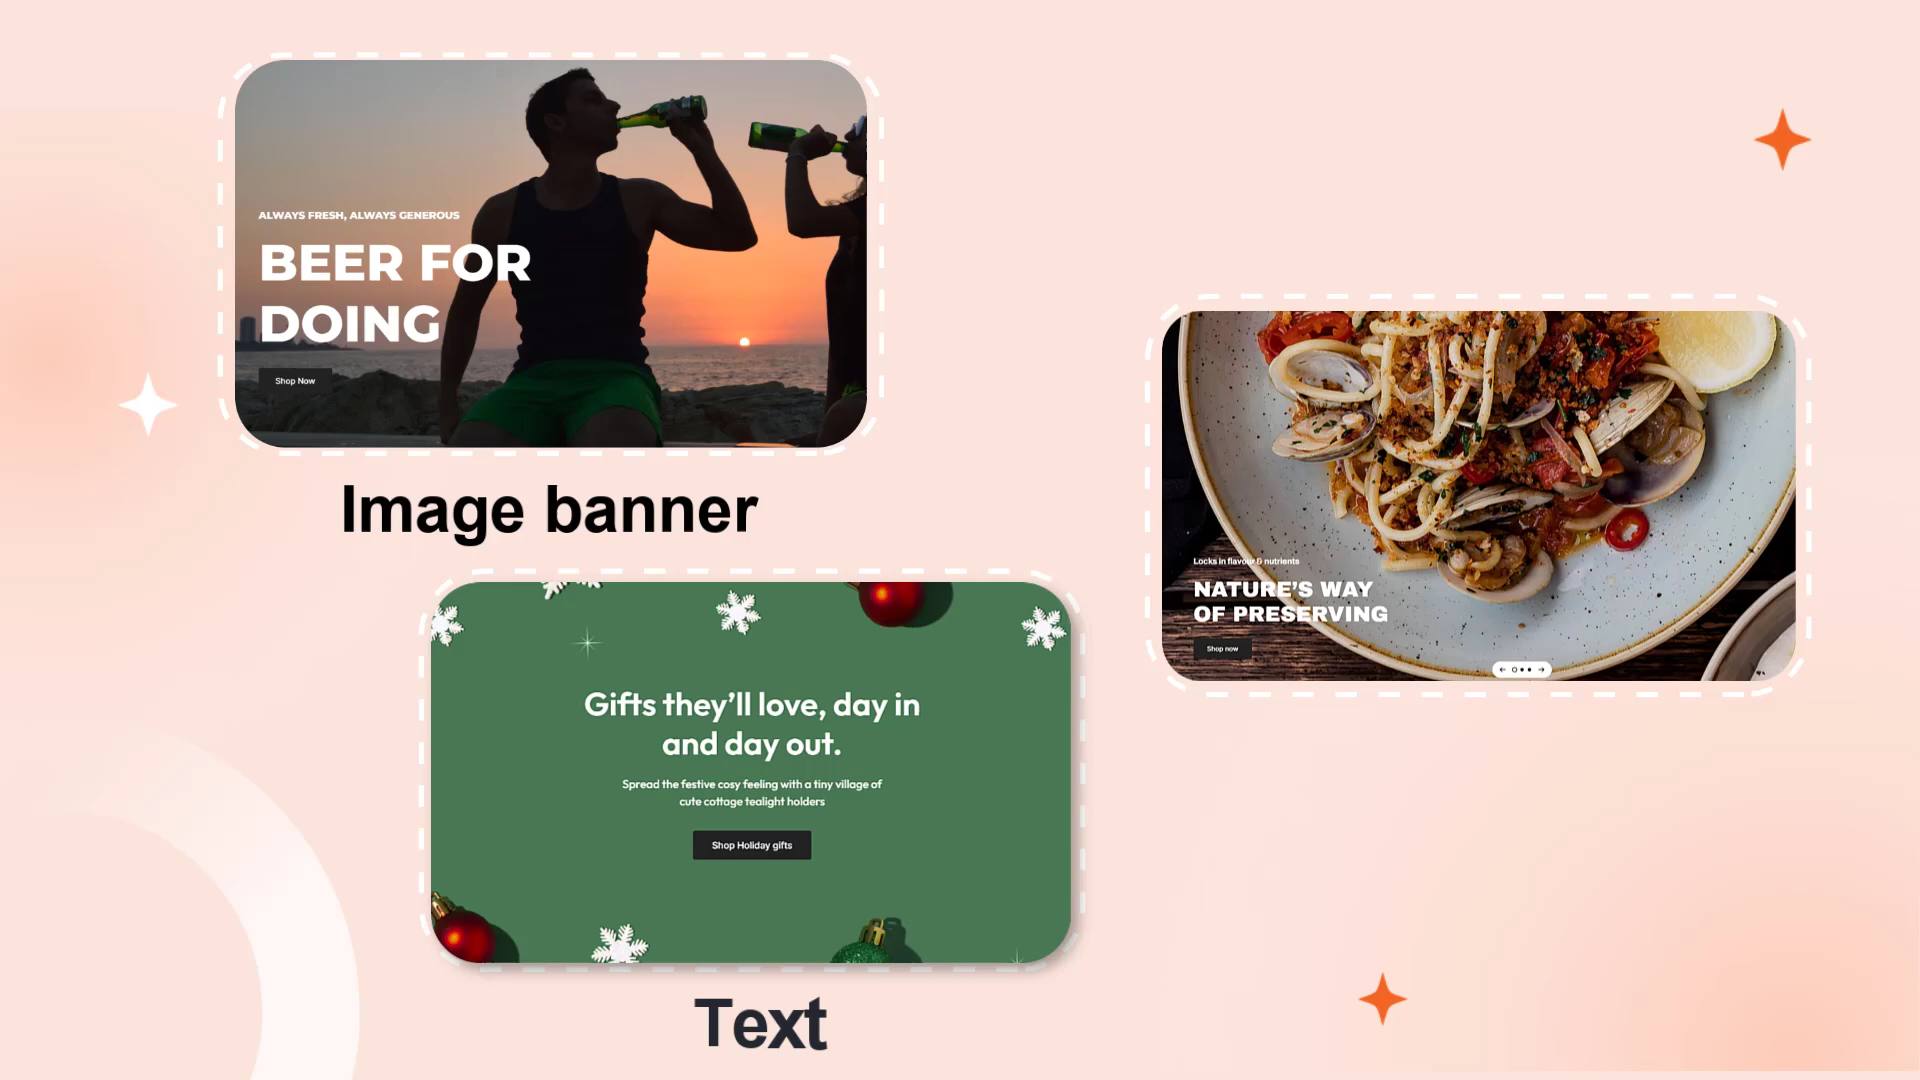 ALWAYS FRESH, ALWAYS GENEROUS
BEER FOR
DOING
Shop Now
Image banner
Locks in flavour & nutrients
NATURE’S WAY
OF PRESERVING
Shop now
Gifts they’ll love, day in
and day out.
Spread the festive cosy feeling with a tiny village of
cute cottage tealight holders
Shop Holiday gifts
Text